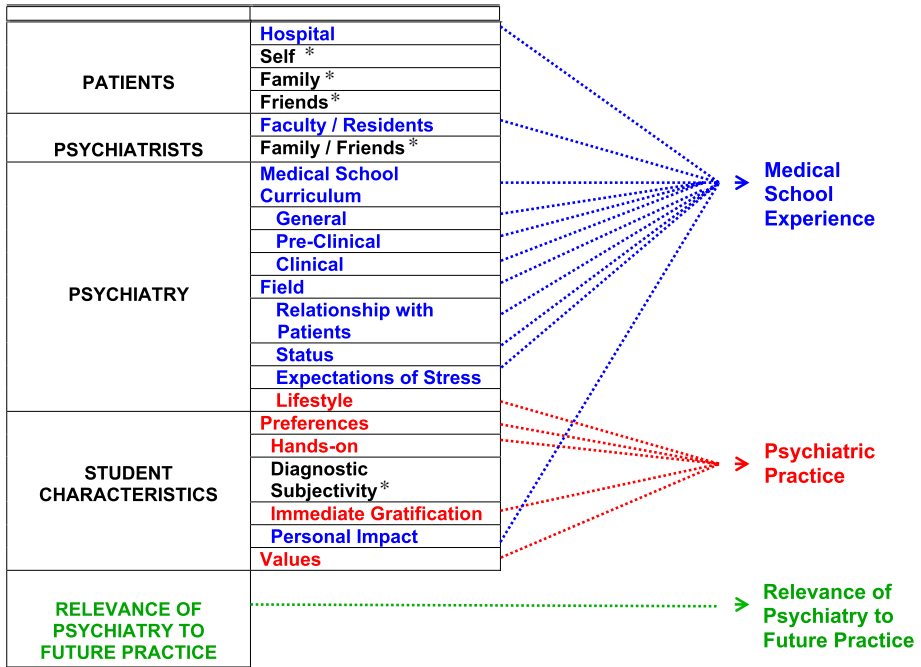 PATIENTS
Hospital
Self *
Family *
Friends *
PSYCHIATRISTS
Faculty / Residents
Family / Friends *
PSYCHIATRY
Medical School
Curriculum
General
Pre-Clinical
Clinical
Field
Relationship with
Patients
Status
Expectations of Stress
Lifestyle
STUDENT
CHARACTERISTICS
Preferences
Hands-on
Diagnostic
Subjectivity *
Immediate Gratification
Personal Impact
Values
RELEVANCE OF
PSYCHIATRY TO
FUTURE PRACTICE
Medical
School
Experience
Psychiatric
Practice
Relevance of
Psychiatry to
Future Practice